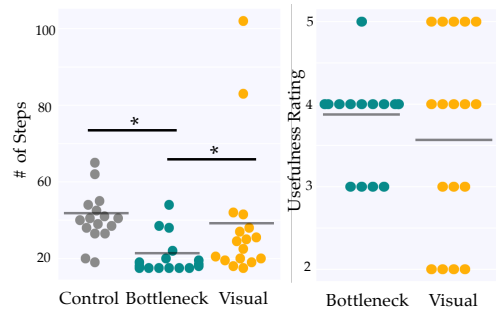 # of Steps
100
80
60
40
20
*
*
Control Bottleneck Visual
Usefulness Rating
5
4
3
2
Bottleneck Visual